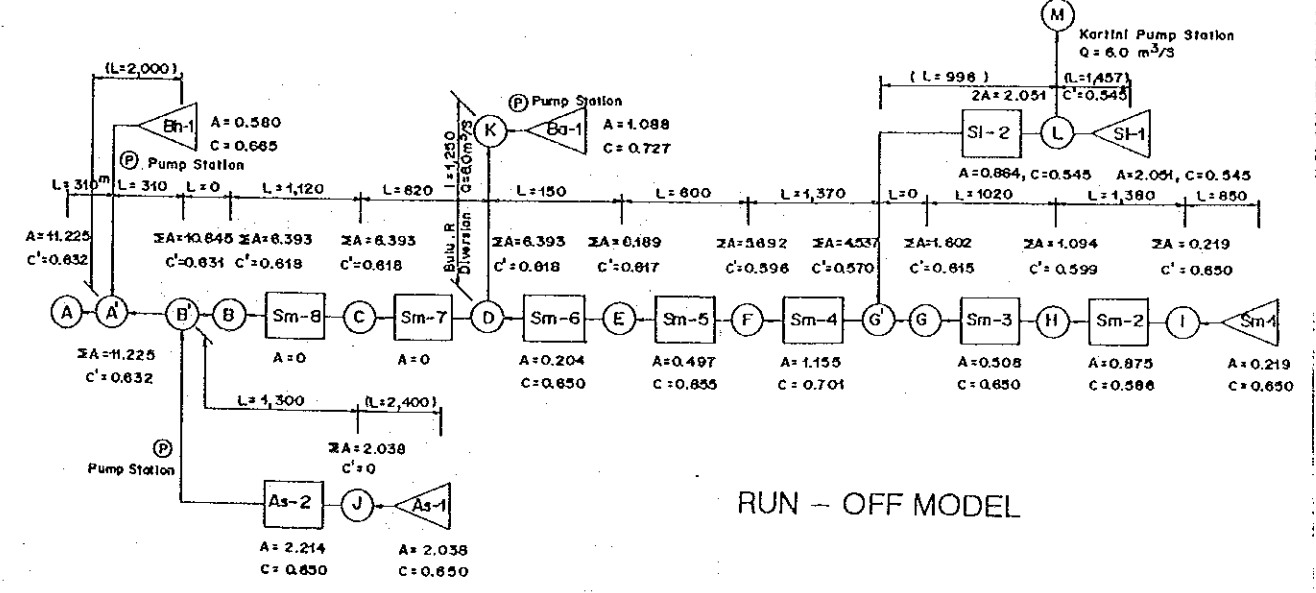 M
Kartini Pump Station
Q = 6.0 m³/S
(L=2,000)
( L= 996 )
(L=1,457)
ΣA= 2.051
C'=0.545
Bh-1
A = 0.580
C = 0.665
P Pump Station
K
Ba-1
A = 1.088
C = 0.727
Sl-2
L
Sl-1
P Pump Station
A=0.864, C=0.545
A=2.051, C=0.545
L=310m
L=310
L=0
L=1,120
L=820
L=1,250
Q=6.0m³/S
Bulu. R
Diversion
L=150
L=600
L=1,370
L=0
L=1020
L=1,380
L=850
A=11.225
C'=0.632
ΣA=10.645
C'=0.631
ΣA=6.393
C'=0.618
ΣA=6.393
C'=0.618
ΣA=6.393
C'=0.618
ΣA=6.189
C'=0.617
ΣA=5.692
C'=0.596
ΣA=4.537
C'=0.570
ΣA=1.602
C'=0.615
ΣA=1.094
C'=0.599
ΣA=0.219
C'=0.650
A
A'
B'
B
Sm-8
C
Sm-7
D
Sm-6
E
Sm-5
F
Sm-4
G'
G
Sm-3
H
Sm-2
I
Sm-1
ΣA=11.225
C'=0.632
A=0
A=0
A=0.204
C=0.650
A=0.497
C=0.855
A=1.155
C=0.701
A=0.508
C=0.650
A=0.875
C=0.586
A=0.219
C=0.650
L=1,300
(L=2,400)
ΣA=2.038
C'=0
P
Pump Station
As-2
J
As-1
A= 2.214
C= 0.650
A= 2.038
C= 0.650
RUN – OFF MODEL